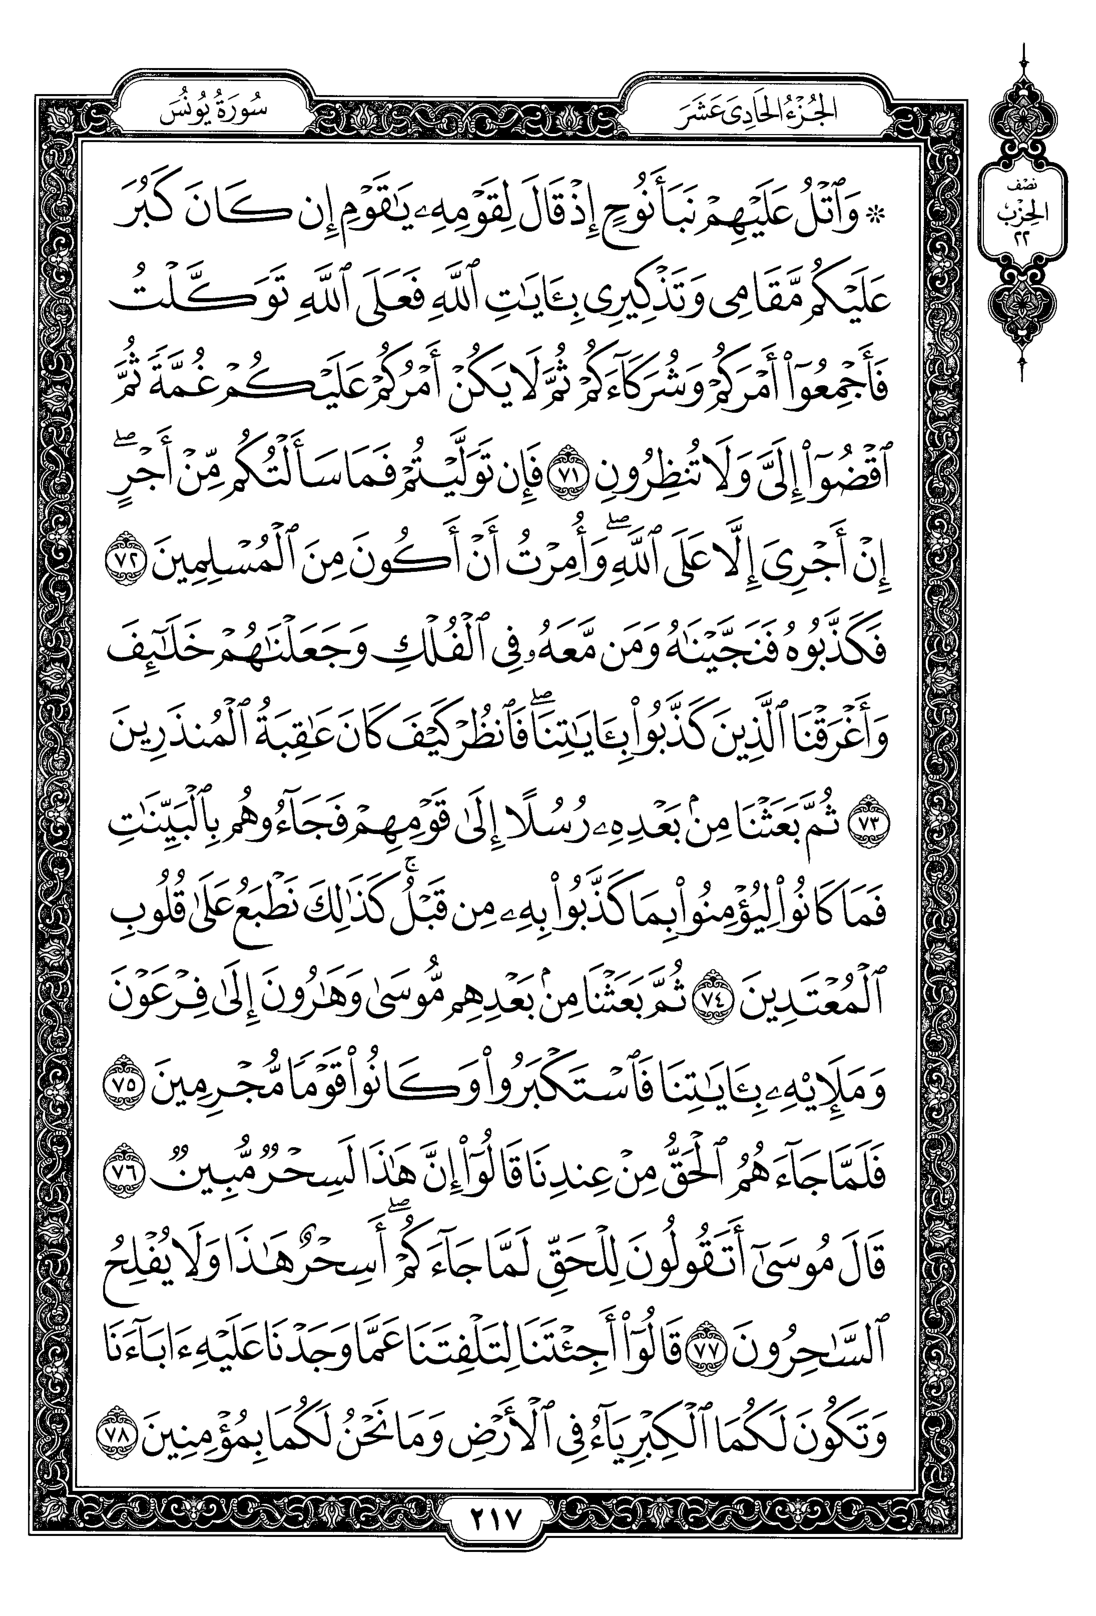 سُورَةُ يُونُسَ
الجُزْءُ الحَادِىَ عَشَرَ
نصْف
الحِزْبُ
٢٢
۞ وَٱتْلُ عَلَيْهِمْ نَبَأَ نُوحٍ إِذْ قَالَ لِقَوْمِهِۦ يَٰقَوْمِ إِن كَانَ كَبُرَ
عَلَيْكُم مَّقَامِى وَتَذْكِيرِى بِـَٔايَٰتِ ٱللَّهِ فَعَلَى ٱللَّهِ تَوَكَّلْتُ
فَأَجْمِعُوٓا۟ أَمْرَكُمْ وَشُرَكَآءَكُمْ ثُمَّ لَا يَكُنْ أَمْرُكُمْ عَلَيْكُمْ غُمَّةً ثُمَّ
ٱقْضُوٓا۟ إِلَىَّ وَلَا تُنظِرُونِ ٧١ فَإِن تَوَلَّيْتُمْ فَمَا سَأَلْتُكُم مِّنْ أَجْرٍ ۖ
إِنْ أَجْرِىَ إِلَّا عَلَى ٱللَّهِ ۖ وَأُمِرْتُ أَنْ أَكُونَ مِنَ ٱلْمُسْلِمِينَ ٧٢
فَكَذَّبُوهُ فَنَجَّيْنَٰهُ وَمَن مَّعَهُۥ فِى ٱلْفُلْكِ وَجَعَلْنَٰهُمْ خَلَٰٓئِفَ
وَأَغْرَقْنَا ٱلَّذِينَ كَذَّبُوا۟ بِـَٔايَٰتِنَا ۖ فَٱنظُرْ كَيْفَ كَانَ عَٰقِبَةُ ٱلْمُنذَرِينَ
٧٣ ثُمَّ بَعَثْنَا مِنۢ بَعْدِهِۦ رُسُلًا إِلَىٰ قَوْمِهِمْ فَجَآءُوهُم بِٱلْبَيِّنَٰتِ
فَمَا كَانُوا۟ لِيُؤْمِنُوا۟ بِمَا كَذَّبُوا۟ بِهِۦ مِن قَبْلُ ۚ كَذَٰلِكَ نَطْبَعُ عَلَىٰ قُلُوبِ
ٱلْمُعْتَدِينَ ٧٤ ثُمَّ بَعَثْنَا مِنۢ بَعْدِهِم مُّوسَىٰ وَهَٰرُونَ إِلَىٰ فِرْعَوْنَ
وَمَلَإِي۟هِۦ بِـَٔايَٰتِنَا فَٱسْتَكْبَرُوا۟ وَكَانُوا۟ قَوْمًا مُّجْرِمِينَ ٧٥
فَلَمَّا جَآءَهُمُ ٱلْحَقُّ مِنْ عِندِنَا قَالُوٓا۟ إِنَّ هَٰذَا لَسِحْرٌ مُّبِينٌ ٧٦
قَالَ مُوسَىٰٓ أَتَقُولُونَ لِلْحَقِّ لَمَّا جَآءَكُمْ ۖ أَسِحْرٌ هَٰذَا وَلَا يُفْلِحُ
ٱلسَّٰحِرُونَ ٧٧ قَالُوٓا۟ أَجِئْتَنَا لِتَلْفِتَنَا عَمَّا وَجَدْنَا عَلَيْهِ ءَابَآءَنَا
وَتَكُونَ لَكُمَا ٱلْكِبْرِيَآءُ فِى ٱلْأَرْضِ وَمَا نَحْنُ لَكُمَا بِمُؤْمِنِينَ ٧٨
٢١٧